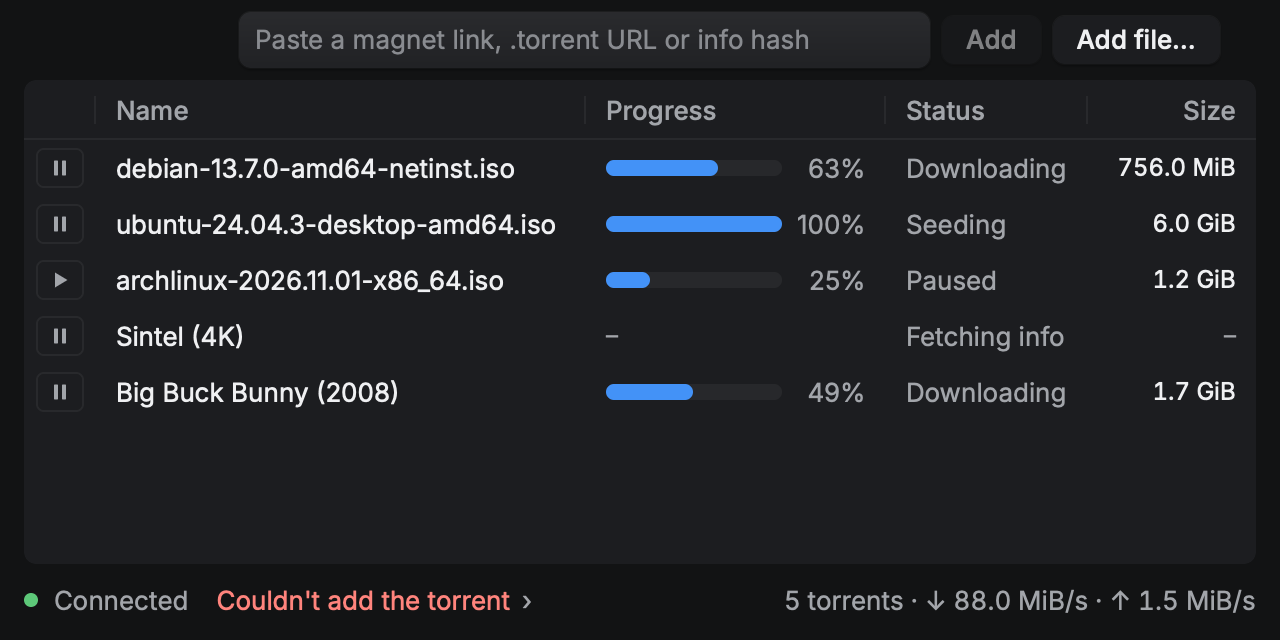 Paste a magnet link, .torrent URL or info hash Add Add file...
Name Progress Status Size
debian-13.7.0-amd64-netinst.iso 63% Downloading 756.0 MiB
ubuntu-24.04.3-desktop-amd64.iso 100% Seeding 6.0 GiB
archlinux-2026.11.01-x86_64.iso 25% Paused 1.2 GiB
Sintel (4K) – Fetching info –
Big Buck Bunny (2008) 49% Downloading 1.7 GiB
Connected Couldn't add the torrent › 5 torrents · ↓ 88.0 MiB/s · ↑ 1.5 MiB/s